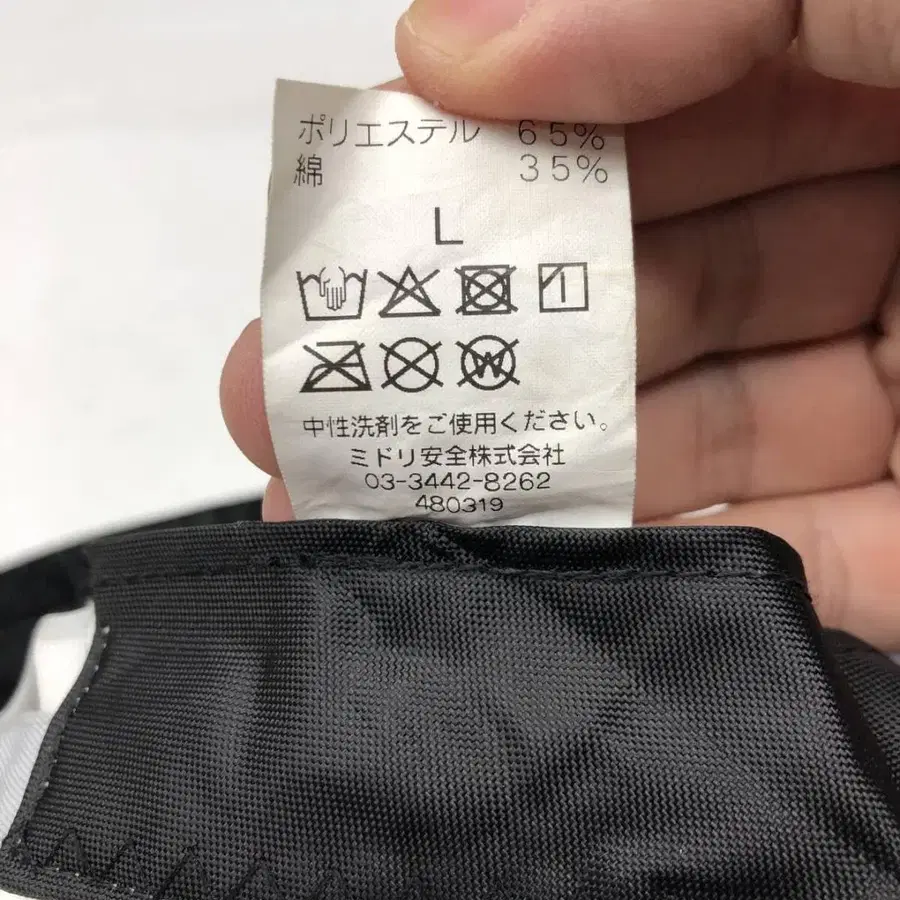 ポリエステル 65%
綿 35%
L
W
中性洗剤をご使用ください。
ミドリ安全株式会社
03-3442-8262
480319